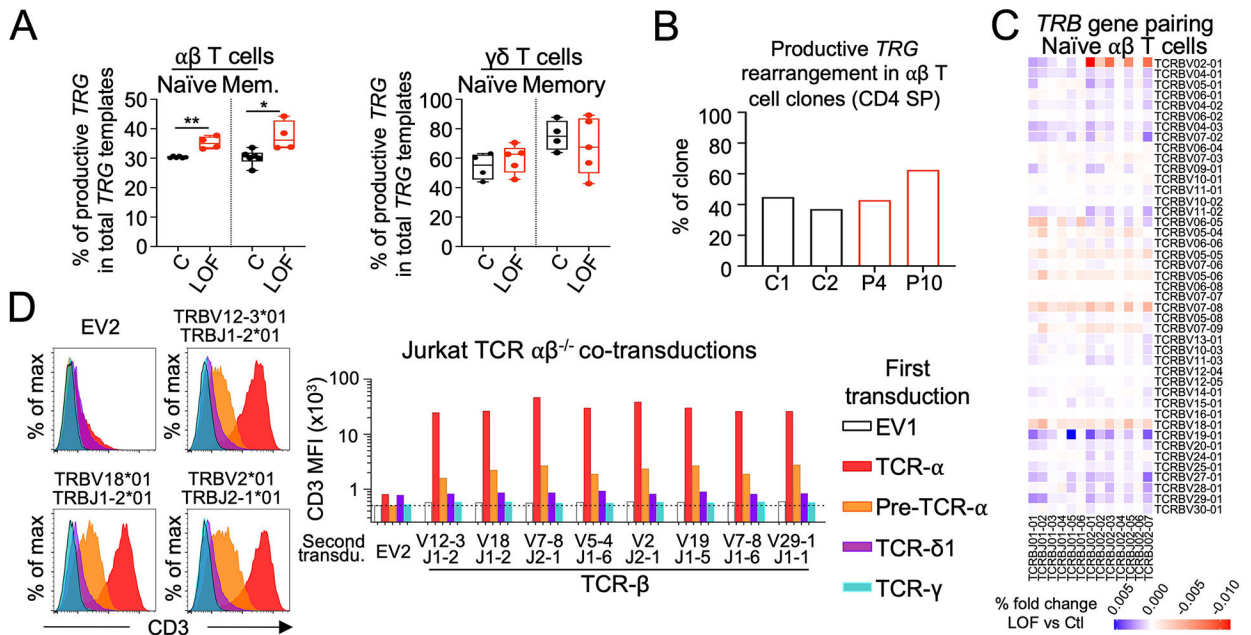 A
αβ T cells
Naïve Mem.
% of productive TRG
in total TRG templates
50
40
30
20
10
0
**
*
C
LOF
C
LOF
γδ T cells
Naïve Memory
% of productive TRG
in total TRG templates
100
80
60
40
20
0
C
LOF
C
LOF
B
Productive TRG
rearrangement in αβ T
cell clones (CD4 SP)
% of clone
100
80
60
40
20
0
C1
C2
P4
P10
C
TRB gene pairing
Naïve αβ T cells
TCRBV02-01
TCRBV04-01
TCRBV05-01
TCRBV06-01
TCRBV04-02
TCRBV06-02
TCRBV04-03
TCRBV07-02
TCRBV06-04
TCRBV07-03
TCRBV09-01
TCRBV10-01
TCRBV11-01
TCRBV10-02
TCRBV11-02
TCRBV06-05
TCRBV05-04
TCRBV06-06
TCRBV05-05
TCRBV07-06
TCRBV05-06
TCRBV06-08
TCRBV07-07
TCRBV07-08
TCRBV05-08
TCRBV07-09
TCRBV13-01
TCRBV10-03
TCRBV11-03
TCRBV12-04
TCRBV12-05
TCRBV14-01
TCRBV15-01
TCRBV16-01
TCRBV18-01
TCRBV19-01
TCRBV20-01
TCRBV24-01
TCRBV25-01
TCRBV27-01
TCRBV28-01
TCRBV29-01
TCRBV30-01
TCRBJ01-01
TCRBJ01-02
TCRBJ01-03
TCRBJ01-04
TCRBJ01-05
TCRBJ01-06
TCRBJ02-01
TCRBJ02-02
TCRBJ02-03
TCRBJ02-04
TCRBJ02-05
TCRBJ02-06
TCRBJ02-07
% fold change
LOF vs Ctl
0.005
0.000
-0.005
-0.010
D
EV2
% of max
TRBV12-3*01
TRBJ1-2*01
% of max
TRBV18*01
TRBJ1-2*01
% of max
TRBV2*01
TRBJ2-1*01
% of max
CD3
Jurkat TCR αβ-/- co-transductions
CD3 MFI (x10³)
100
10
1
Second
transdu.
EV2
V12-3
J1-2
V18
J1-2
V7-8
J2-1
V5-4
J1-6
V2
J2-1
V19
J1-5
V7-8
J1-6
V29-1
J1-1
TCR-β
First
transduction
EV1
TCR-α
Pre-TCR-α
TCR-δ1
TCR-γ